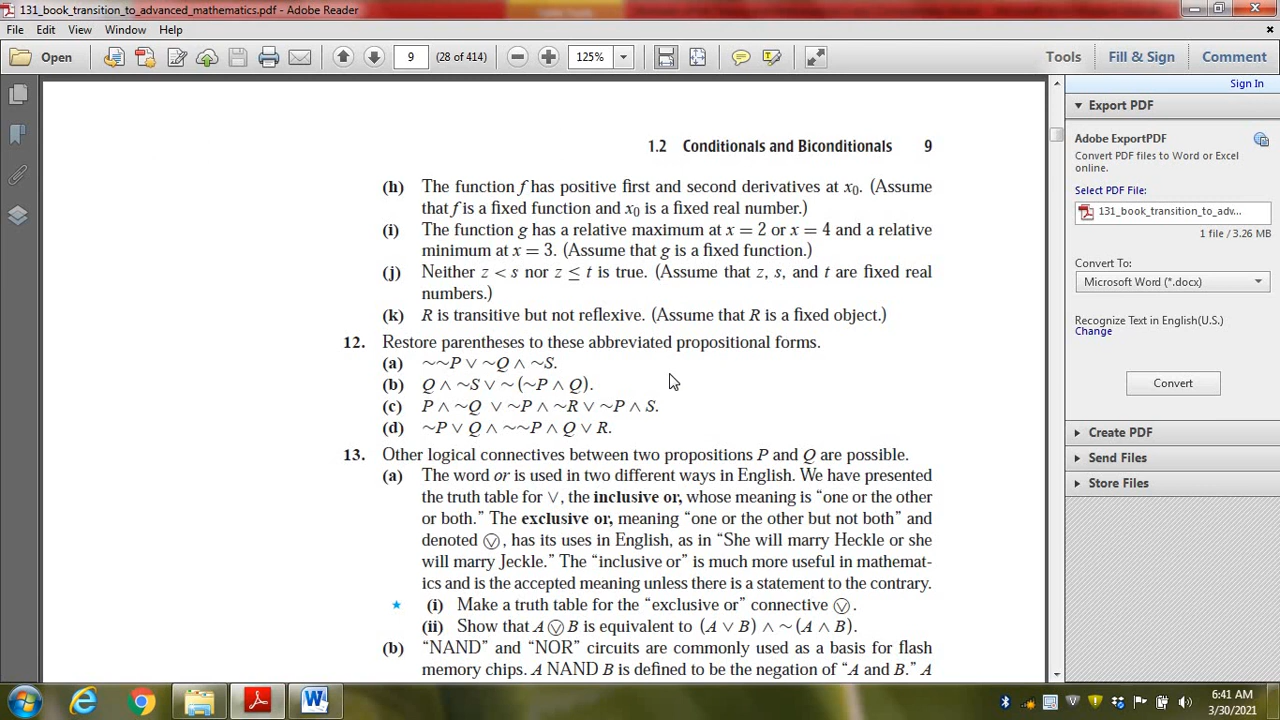 131_book_transition_to_advanced_mathematics.pdf - Adobe Reader
File Edit View Window Help
Open
9 (28 of 414) 125%
Tools Fill & Sign Comment
Sign In
Export PDF
Adobe ExportPDF
Convert PDF files to Word or Excel
online.
Select PDF File:
131_book_transition_to_adv...
1 file / 3.26 MB
Convert To:
Microsoft Word (*.docx)
Recognize Text in English(U.S.)
Change
Convert
Create PDF
Send Files
Store Files
1.2 Conditionals and Biconditionals 9
(h) The function f has positive first and second derivatives at x₀. (Assume
that f is a fixed function and x₀ is a fixed real number.)
(i) The function g has a relative maximum at x = 2 or x = 4 and a relative
minimum at x = 3. (Assume that g is a fixed function.)
(j) Neither z < s nor z ≤ t is true. (Assume that z, s, and t are fixed real
numbers.)
(k) R is transitive but not reflexive. (Assume that R is a fixed object.)
12. Restore parentheses to these abbreviated propositional forms.
(a) ∼∼P ∨ ∼Q ∧ ∼S.
(b) Q ∧ ∼S ∨ ∼ (∼P ∧ Q).
(c) P ∧ ∼Q ∨ ∼P ∧ ∼R ∨ ∼P ∧ S.
(d) ∼P ∨ Q ∧ ∼∼P ∧ Q ∨ R.
13. Other logical connectives between two propositions P and Q are possible.
(a) The word or is used in two different ways in English. We have presented
the truth table for ∨, the inclusive or, whose meaning is “one or the other
or both.” The exclusive or, meaning “one or the other but not both” and
denoted ⓥ, has its uses in English, as in “She will marry Heckle or she
will marry Jeckle.” The “inclusive or” is much more useful in mathemat-
ics and is the accepted meaning unless there is a statement to the contrary.
★ (i) Make a truth table for the “exclusive or” connective ⓥ.
(ii) Show that A ⓥ B is equivalent to (A ∨ B) ∧ ∼ (A ∧ B).
(b) “NAND” and “NOR” circuits are commonly used as a basis for flash
memory chips. A NAND B is defined to be the negation of “A and B.” A
6:41 AM
3/30/2021